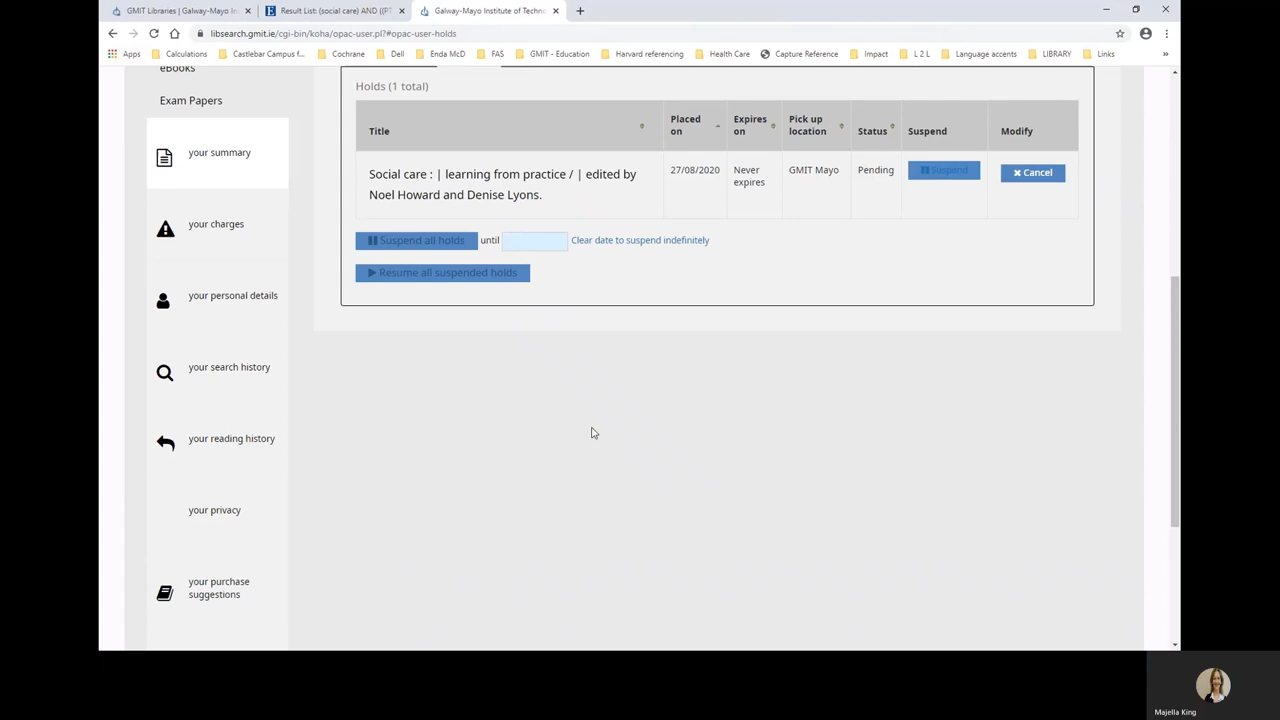 GMIT Libraries | Galway-Mayo In
Result List: (social care) AND ((PT
Galway-Mayo Institute of Techno
libsearch.gmit.ie/cgi-bin/koha/opac-user.pl?#opac-user-holds
Apps Calculations Castlebar Campus f... Cochrane Dell Enda McD FAS GMIT - Education Harvard referencing Health Care Capture Reference Impact L 2 L Language accents LIBRARY Links »
eBooks
Exam Papers
your summary
your charges
your personal details
your search history
your reading history
your privacy
your purchase
suggestions
Holds (1 total)
Title
Placed
on
Expires
on
Pick up
location
Status
Suspend
Modify
Social care : | learning from practice / | edited by
Noel Howard and Denise Lyons.
27/08/2020
Never
expires
GMIT Mayo
Pending
Suspend
Cancel
Suspend all holds until Clear date to suspend indefinitely
Resume all suspended holds
Majella King